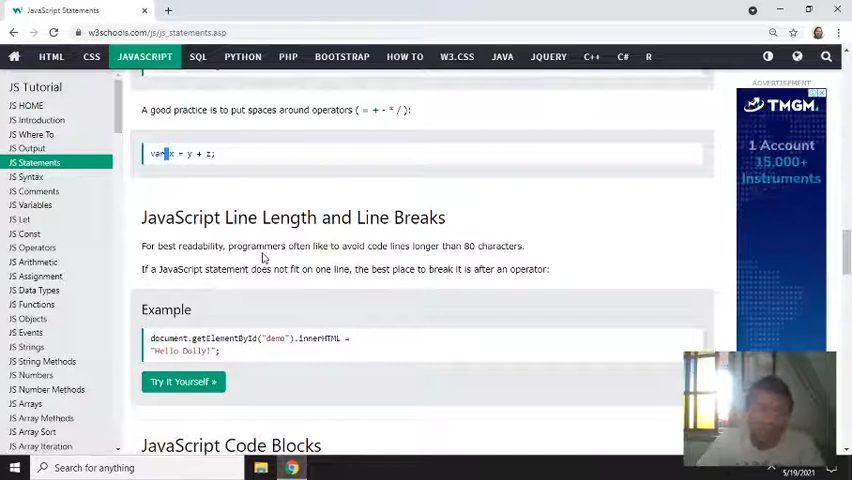 JavaScript Statements
w3schools.com/js/js_statements.asp
HTML CSS JAVASCRIPT SQL PYTHON PHP BOOTSTRAP HOW TO W3.CSS JAVA JQUERY C++ C# R
JS Tutorial
JS HOME
JS Introduction
JS Where To
JS Output
JS Statements
JS Syntax
JS Comments
JS Variables
JS Let
JS Const
JS Operators
JS Arithmetic
JS Assignment
JS Data Types
JS Functions
JS Objects
JS Events
JS Strings
JS String Methods
JS Numbers
JS Number Methods
JS Arrays
JS Array Methods
JS Array Sort
JS Array Iteration
A good practice is to put spaces around operators ( = + - * / ):
var x = y + z;
JavaScript Line Length and Line Breaks
For best readability, programmers often like to avoid code lines longer than 80 characters.
If a JavaScript statement does not fit on one line, the best place to break it is after an operator:
Example
document.getElementById("demo").innerHTML =
"Hello Dolly!";
Try it Yourself »
JavaScript Code Blocks
ADVERTISEMENT
TMGM
1 Account
15,000+
Instruments
Search for anything
5/19/2021